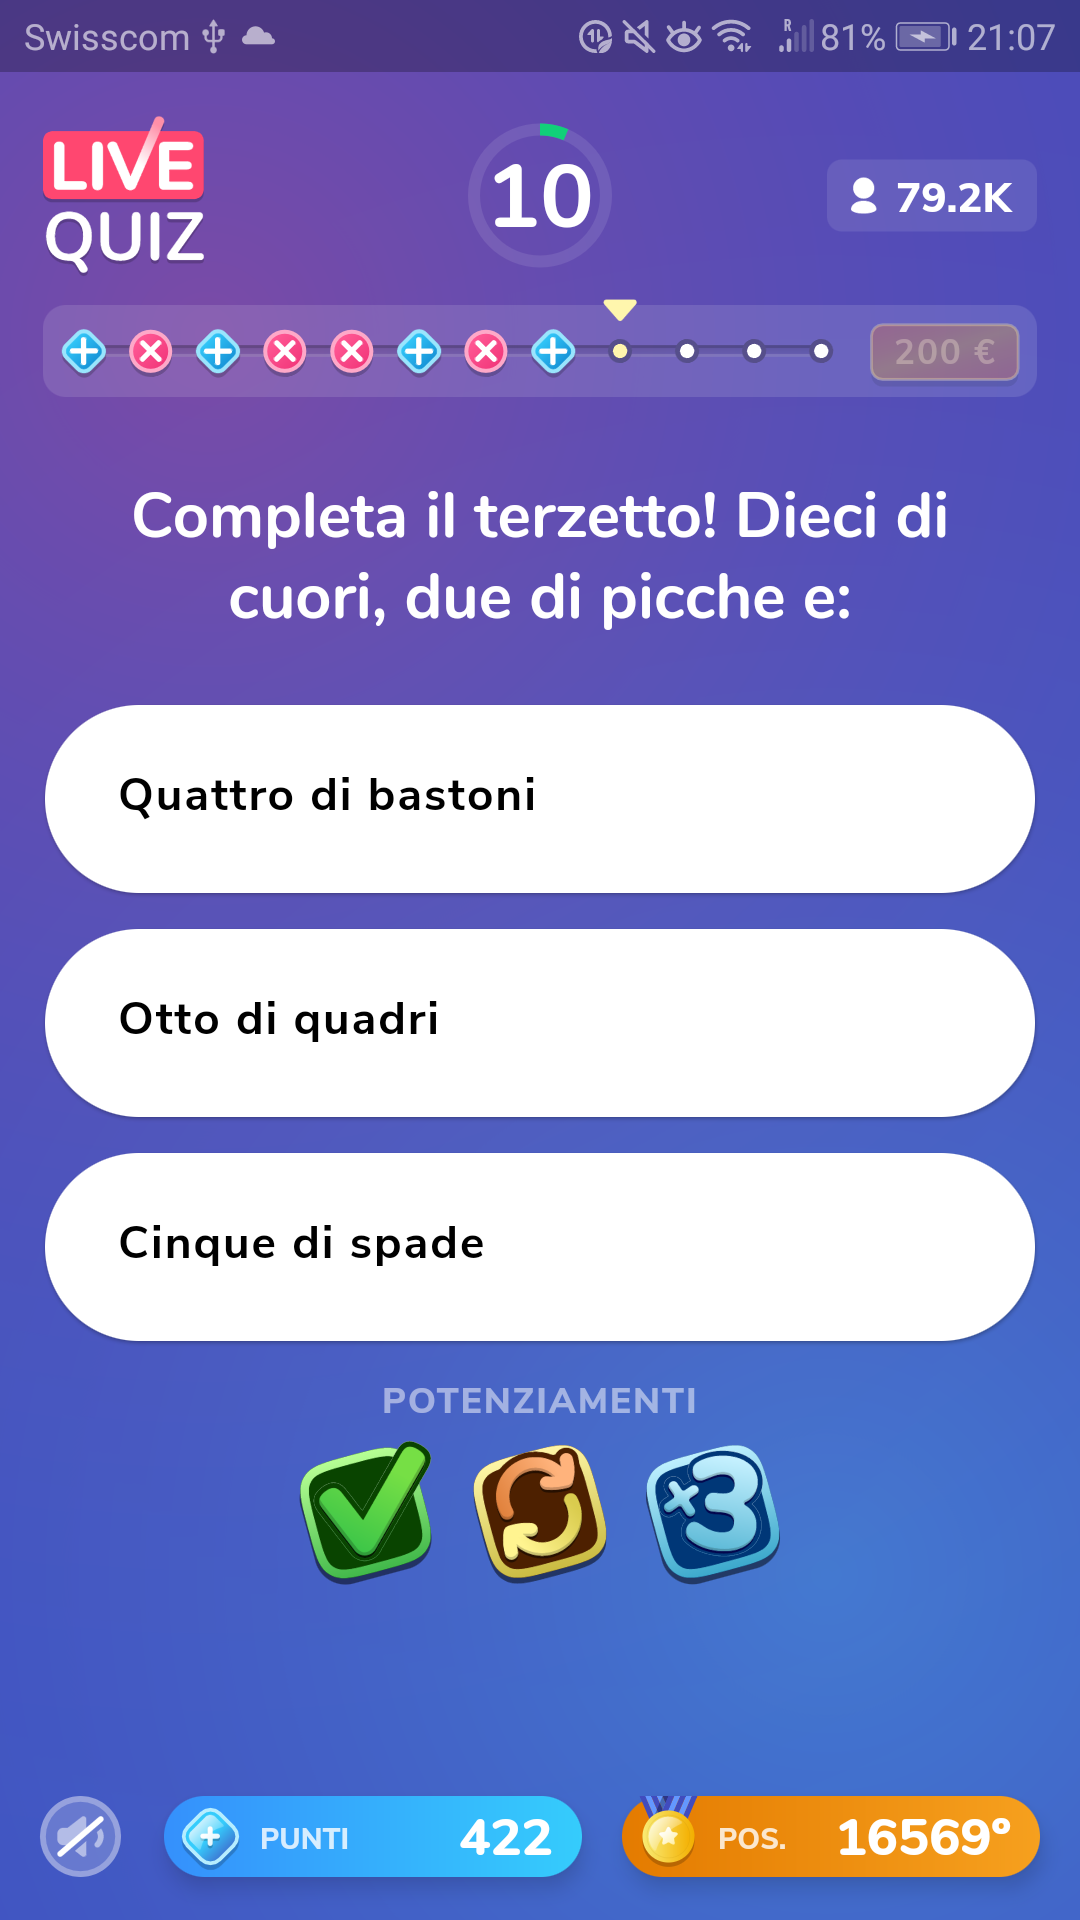 Swisscom R 81% 21:07
LIVE
QUIZ
10
79.2K
200 €
Completa il terzetto! Dieci di
cuori, due di picche e:
Quattro di bastoni
Otto di quadri
Cinque di spade
POTENZIAMENTI
×3
PUNTI 422
POS. 16569°